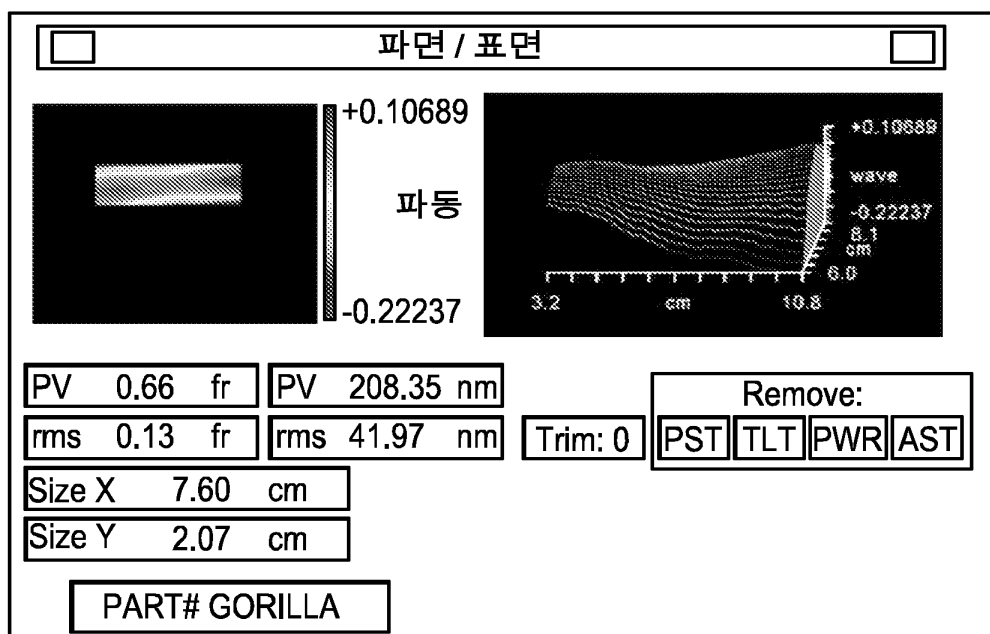 파면 / 표면
+0.10689
파동
-0.22237
+0.10689
wave
-0.22237
8.1
cm
6.0
3.2 cm 10.8
PV 0.66 fr PV 208.35 nm
rms 0.13 fr rms 41.97 nm Trim: 0
Remove:
PST TLT PWR AST
Size X 7.60 cm
Size Y 2.07 cm
PART# GORILLA